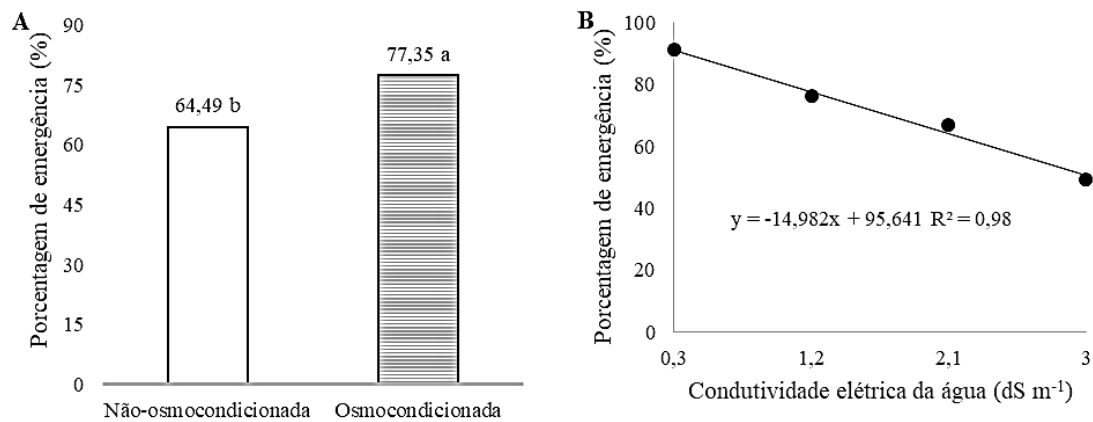 A
Porcentagem de emergência (%)
90
75
60
45
30
15
0
64,49 b
77,35 a
Não-osmocondicionada
Osmocondicionada
B
Porcentagem de emergência (%)
100
80
60
40
20
0
y = -14,982x + 95,641 R² = 0,98
0,3
1,2
2,1
3
Condutividade elétrica da água (dS m⁻¹)